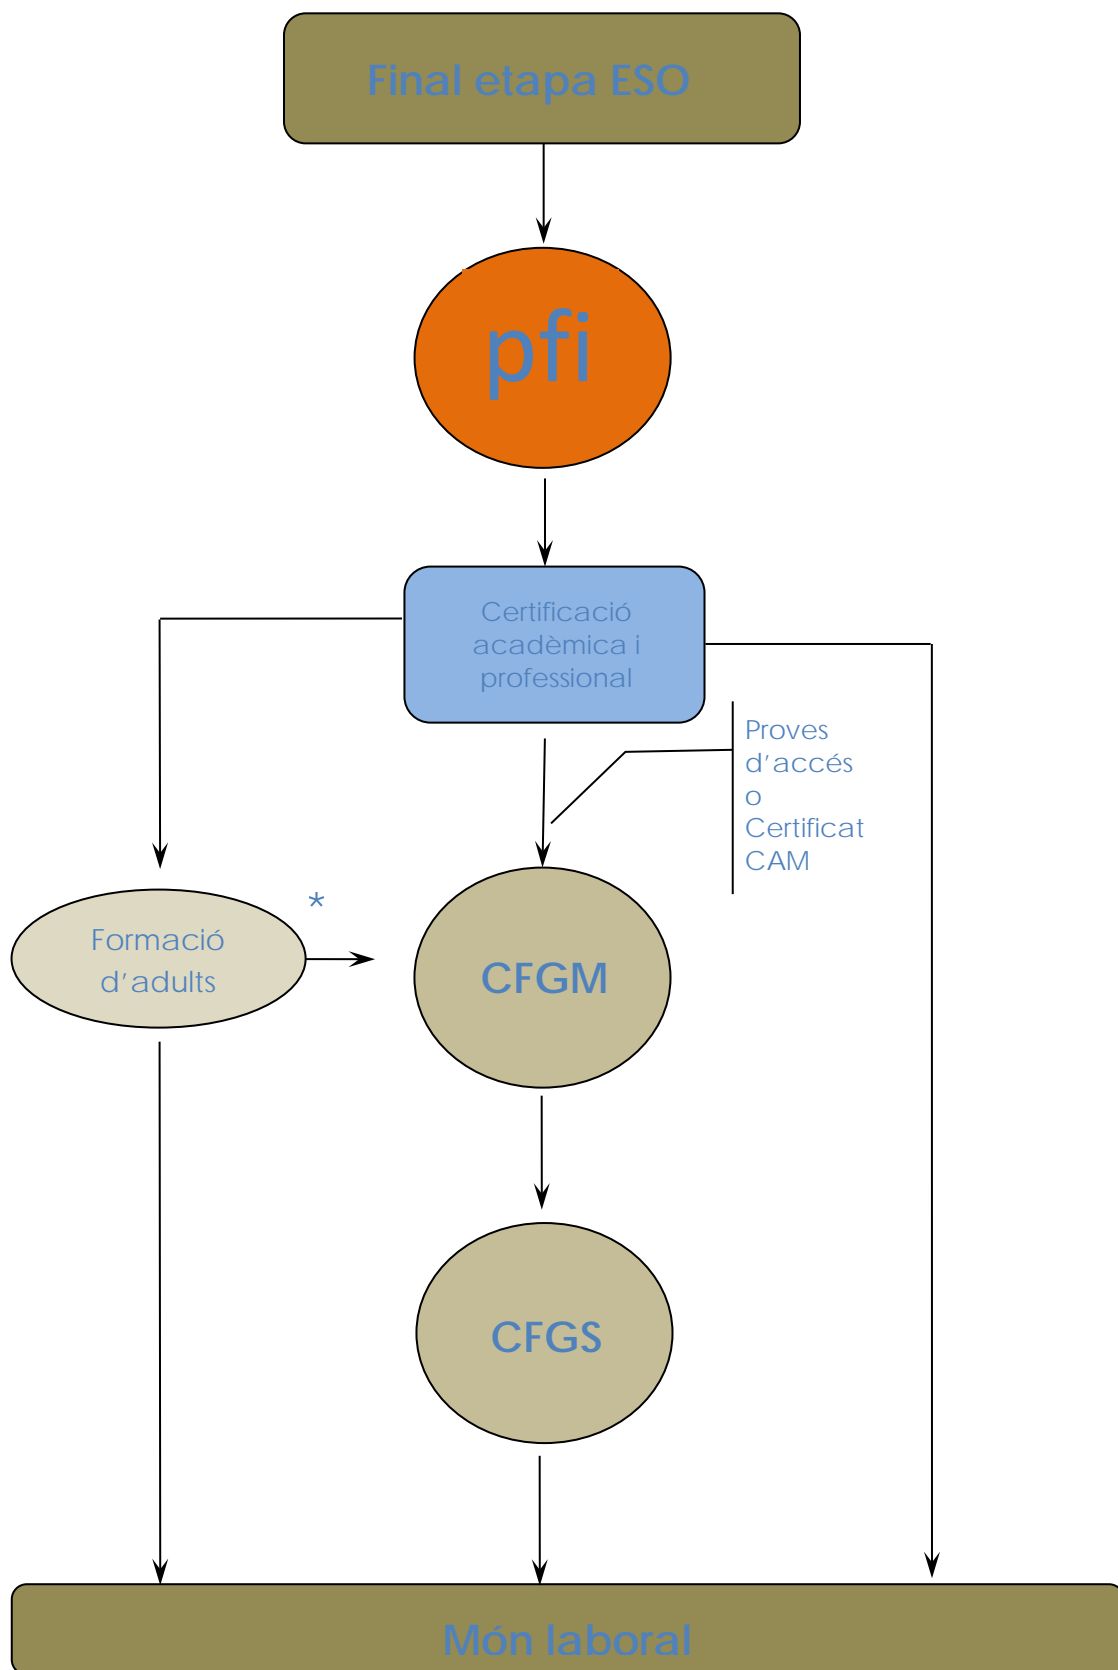 Final etapa ESO
pfi
Certificació
acadèmica i
professional
Proves
d'accés
o
Certificat
CAM
*
Formació
d'adults
CFGM
CFGS
Món laboral